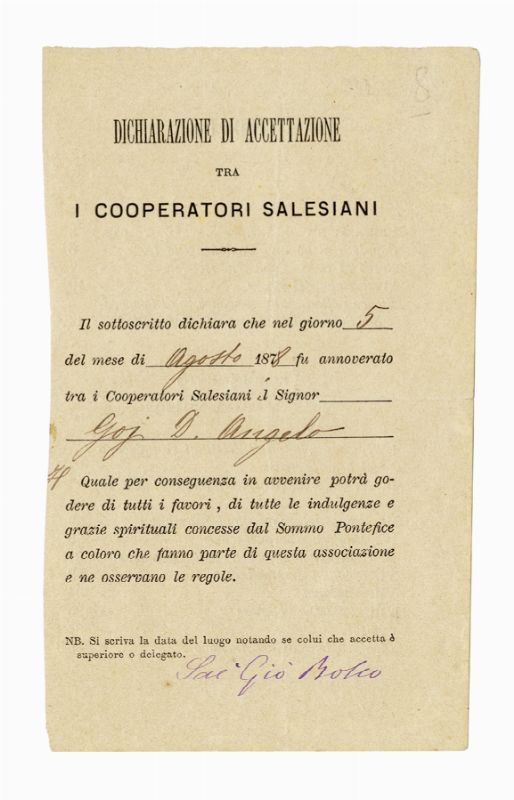 8
DICHIARAZIONE DI ACCETTAZIONE
TRA
I COOPERATORI SALESIANI
Il sottoscritto dichiara che nel giorno 5
del mese di Agosto 1878 fu annoverato
tra i Cooperatori Salesiani il Signor
Goj D. Angelo
Quale per conseguenza in avvenire potrà go-
dere di tutti i favori, di tutte le indulgenze e
grazie spirituali concesse dal Sommo Pontefice
a coloro che fanno parte di questa associazione
e ne osservano le regole.
NB. Si scriva la data del luogo notando se colui che accetta è
superiore o delegato.
Sac Gio Bosco